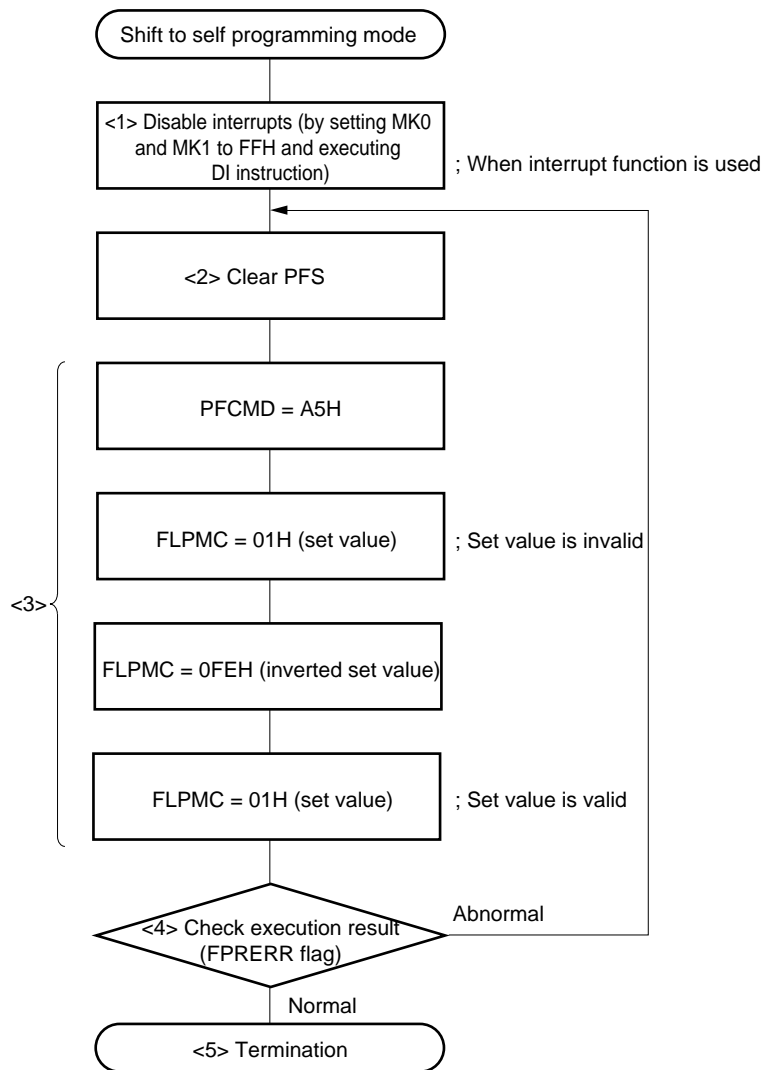 Shift to self programming mode
<1> Disable interrupts (by setting MK0
and MK1 to FFH and executing
DI instruction)
; When interrupt function is used
<2> Clear PFS
PFCMD = A5H
FLPMC = 01H (set value)
; Set value is invalid
<3>
FLPMC = 0FEH (inverted set value)
FLPMC = 01H (set value)
; Set value is valid
<4> Check execution result
(FPRERR flag)
Abnormal
Normal
<5> Termination